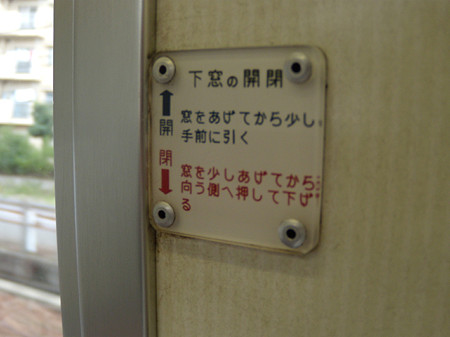 下窓の開閉
開
窓をあげてから少し
手前に引く
閉
窓を少しあげてから
向う側へ押して下げ
る